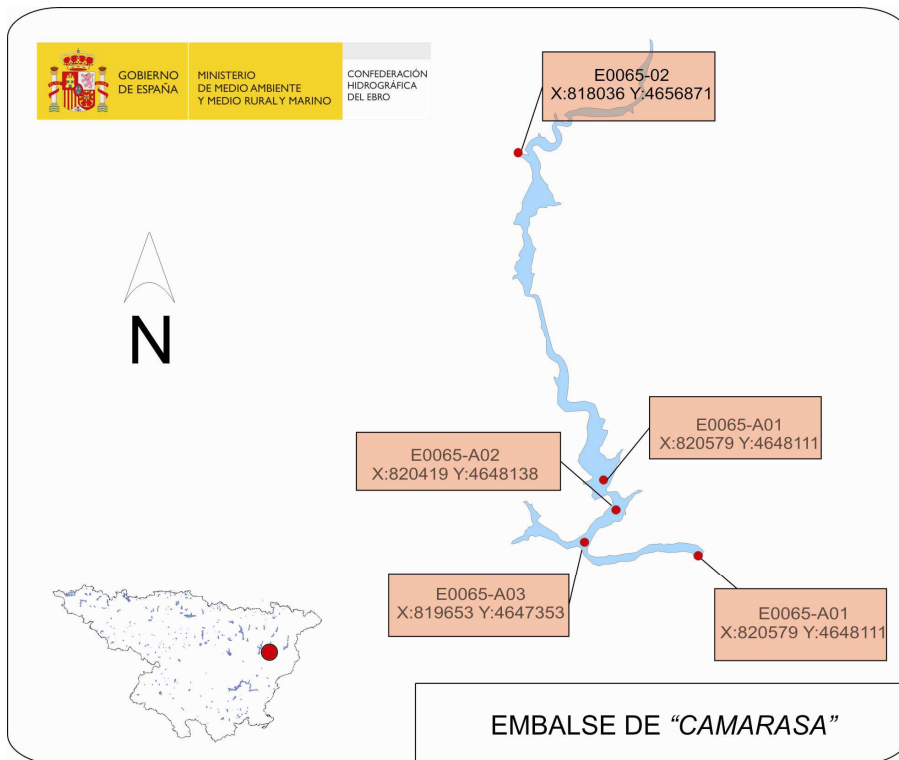 GOBIERNO
DE ESPAÑA
MINISTERIO
DE MEDIO AMBIENTE
Y MEDIO RURAL Y MARINO
CONFEDERACIÓN
HIDROGRÁFICA
DEL EBRO
E0065-02
X:818036 Y:4656871
N
E0065-A01
X:820579 Y:4648111
E0065-A02
X:820419 Y:4648138
E0065-A03
X:819653 Y:4647353
E0065-A01
X:820579 Y:4648111
EMBALSE DE "CAMARASA"